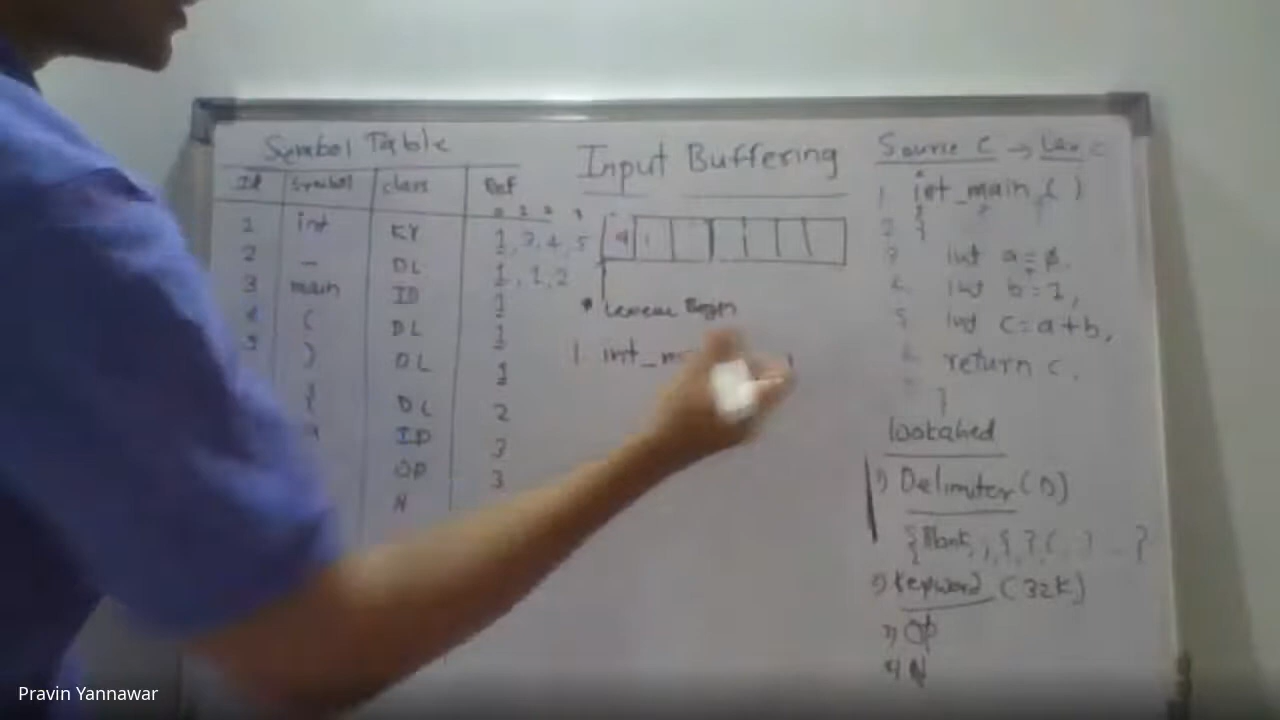 Symbol Table
Id Symbol class Ref
1 int KY 1, 3, 4, 5
2 _ DL 1, 1, 2
3 main ID 1
4 ( DL 1
5 ) DL 1
{ DL 2
ID 3
OP 3
N
Input Buffering
Lexeme Begin
1 int_m
Source C → Lex
1 int_main ( )
2 {
3 int a=
4 int b=1,
5 int c=a+b,
6 return c,
}
lookahed
1) Delimiter (D)
{Blank, , { } ( ) _ }
2) Keyword (32K)
3) OP
4) N
Pravin Yannawar